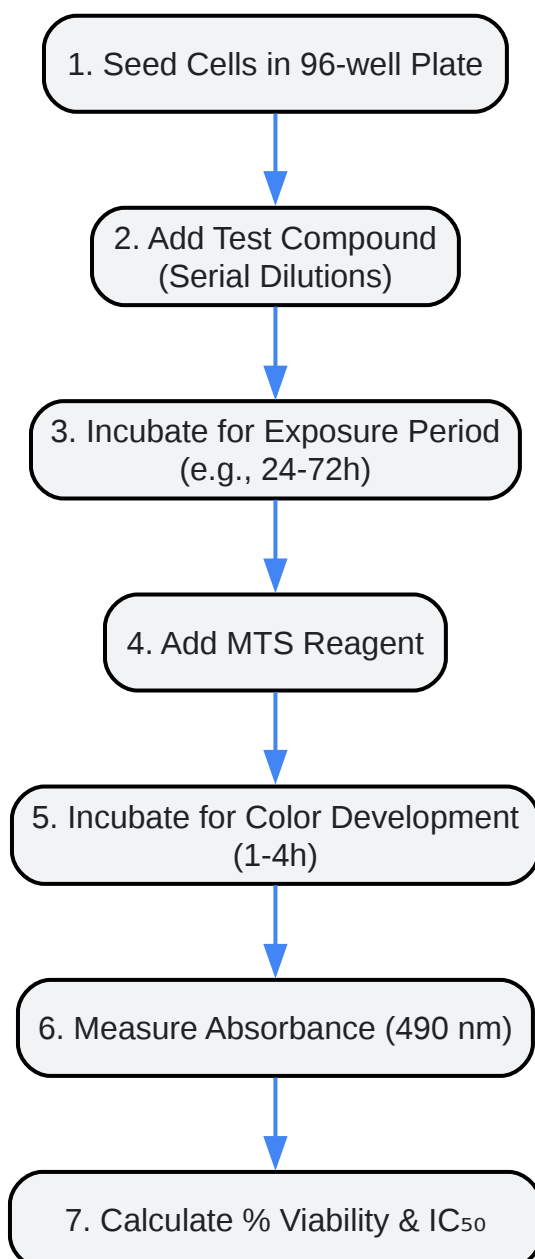 1. Seed Cells in 96-well Plate
2. Add Test Compound
(Serial Dilutions)
3. Incubate for Exposure Period
(e.g., 24-72h)
4. Add MTS Reagent
5. Incubate for Color Development
(1-4h)
6. Measure Absorbance (490 nm)
7. Calculate % Viability & IC₅₀